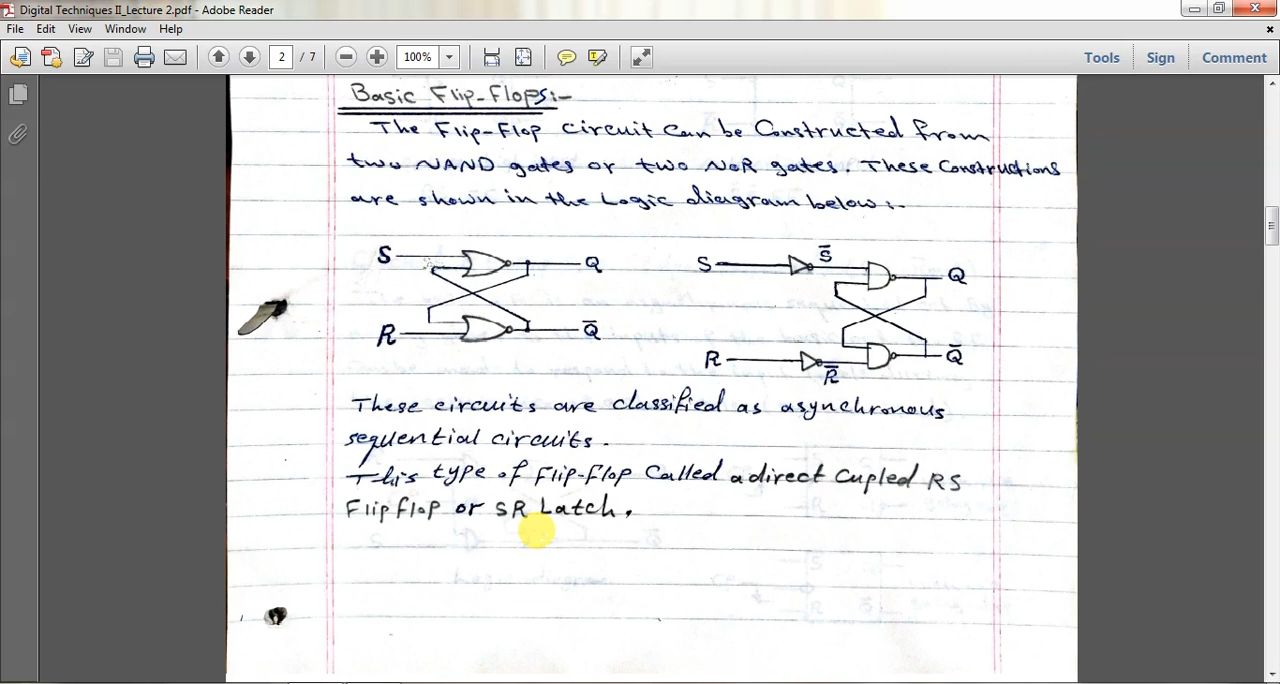 Digital Techniques II_Lecture 2.pdf - Adobe Reader
File Edit View Window Help
2 / 7 100% Tools Sign Comment
Basic Flip-Flops:-
The Flip-Flop circuit can be Constructed from
two NAND gates or two NOR gates. These Constructions
are shown in the Logic diagram below:-
S Q S S̅ Q
R Q̅ R R̅ Q̅
These circuits are classified as asynchronous
sequential circuits.
This type of Flip-Flop Called a direct Cupled RS
Flip flop or SR Latch.